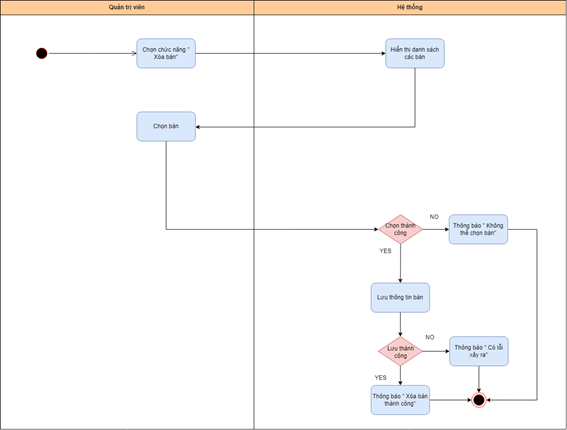 Quản trị viên
Hệ thống
Chọn chức năng "
Xóa bàn"
Hiển thị danh sách
các bàn
Chọn bàn
Chọn thành
công
NO
Thông báo " Không
thể chọn bàn"
YES
Lưu thông tin bàn
Lưu thành
công
NO
Thông báo " Có lỗi
xảy ra"
YES
Thông báo " Xóa bàn
thành công"